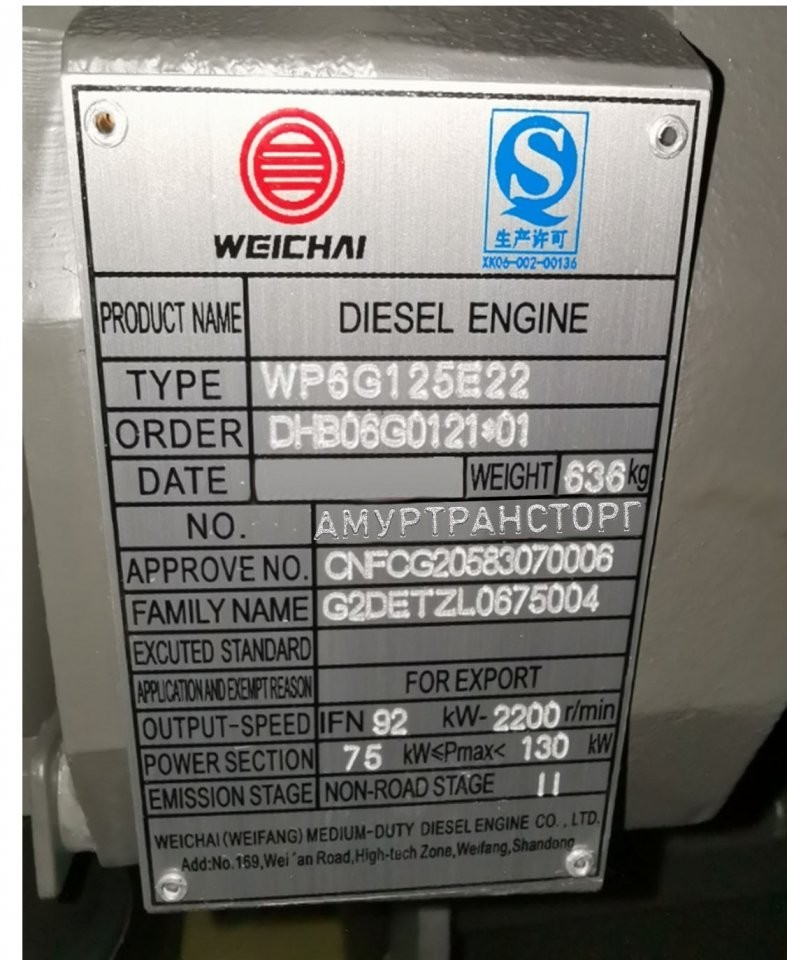 WEICHAI
S
生产许可
XK06-002-00136
PRODUCT NAME DIESEL ENGINE
TYPE WP6G125E22
ORDER DHB06G0121*01
DATE WEIGHT 636 kg
NO. АМУРТРАНСТОРГ
APPROVE NO. CNFCG20583070006
FAMILY NAME G2DETZL0675004
EXCUTED STANDARD
APPLICATION AND EXEMPT REASON FOR EXPORT
OUTPUT-SPEED IFN 92 kW- 2200 r/min
POWER SECTION 75 kW≤Pmax< 130 kW
EMISSION STAGE NON-ROAD STAGE II
WEICHAI(WEIFANG) MEDIUM-DUTY DIESEL ENGINE CO., LTD.
Add:No.169,Wei'an Road,High-tech Zone,Weifang,Shandong